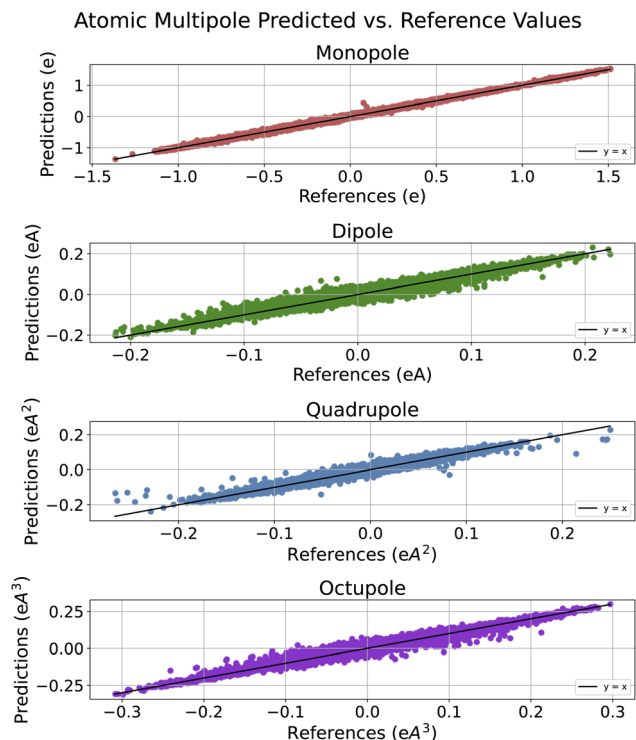 Atomic Multipole Predicted vs. Reference Values
Monopole
Predictions (e)
1
0
−1
−1.5 −1.0 −0.5 0.0 0.5 1.0 1.5
References (e)
y = x
Dipole
Predictions (eA)
0.2
0.0
−0.2
−0.2 −0.1 0.0 0.1 0.2
References (eA)
y = x
Quadrupole
Predictions (eA²)
0.2
0.0
−0.2
−0.2 −0.1 0.0 0.1 0.2
References (eA²)
y = x
Octupole
Predictions (eA³)
0.25
0.00
−0.25
−0.3 −0.2 −0.1 0.0 0.1 0.2 0.3
References (eA³)
y = x